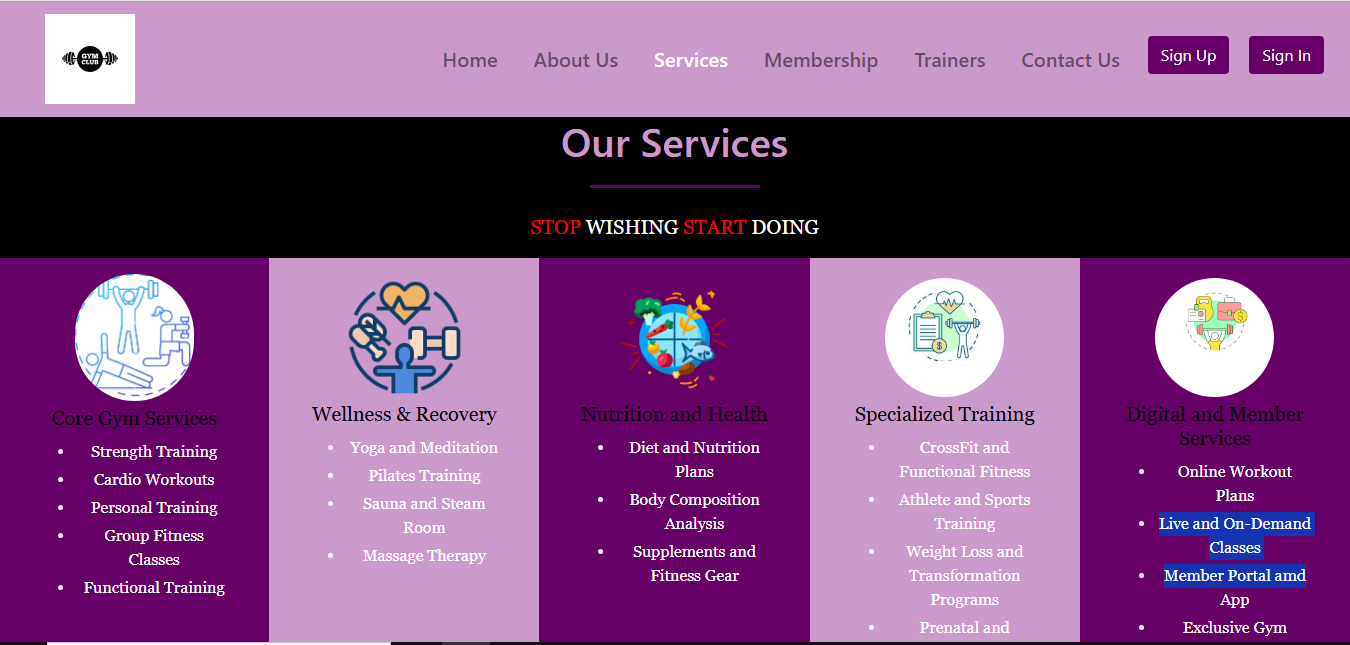 GYM
CLUB
Home About Us Services Membership Trainers Contact Us Sign Up Sign In
Our Services
STOP WISHING START DOING
Core Gym Services
• Strength Training
• Cardio Workouts
• Personal Training
• Group Fitness
Classes
• Functional Training
Wellness & Recovery
• Yoga and Meditation
• Pilates Training
• Sauna and Steam
Room
• Massage Therapy
Nutrition and Health
• Diet and Nutrition
Plans
• Body Composition
Analysis
• Supplements and
Fitness Gear
Specialized Training
• CrossFit and
Functional Fitness
• Athlete and Sports
Training
• Weight Loss and
Transformation
Programs
• Prenatal and
Digital and Member
Services
• Online Workout
Plans
• Live and On-Demand
Classes
• Member Portal amd
App
• Exclusive Gym